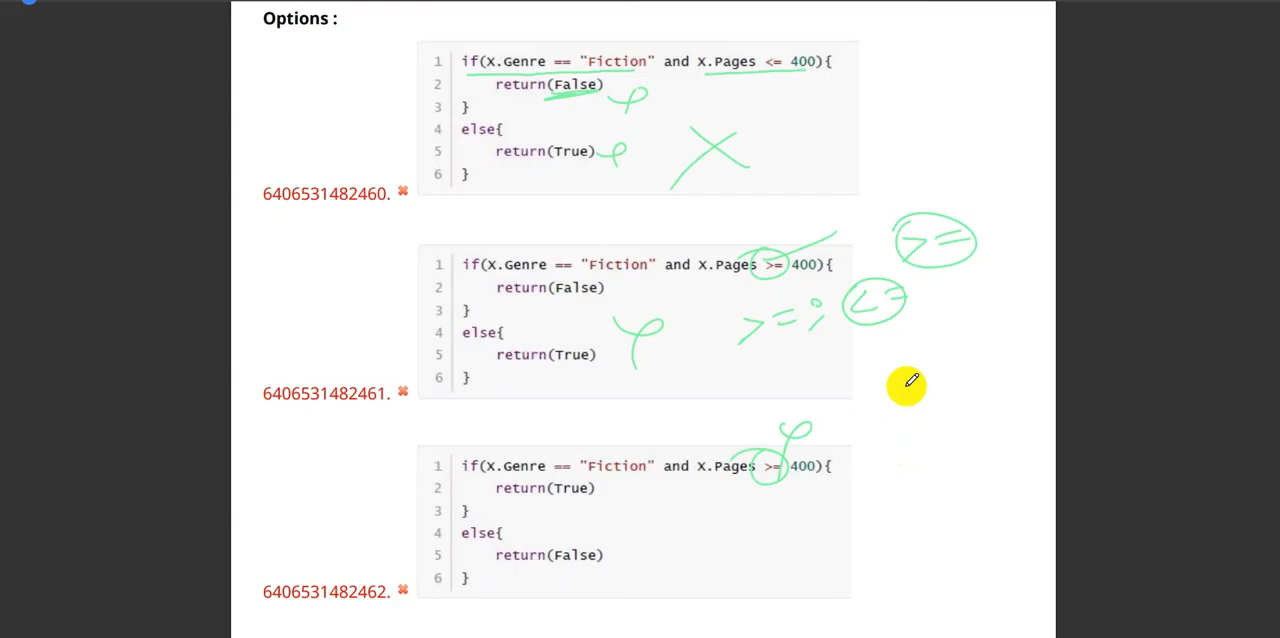 Options :
1 if(X.Genre == "Fiction" and X.Pages <= 400){
2 return(False)
3 }
4 else{
5 return(True)
6 }
6406531482460.
>=
1 if(X.Genre == "Fiction" and X.Pages >= 400){
2 return(False)
3 }
4 else{
5 return(True)
6 }
>= ; <=
6406531482461.
1 if(X.Genre == "Fiction" and X.Pages >= 400){
2 return(True)
3 }
4 else{
5 return(False)
6 }
6406531482462.